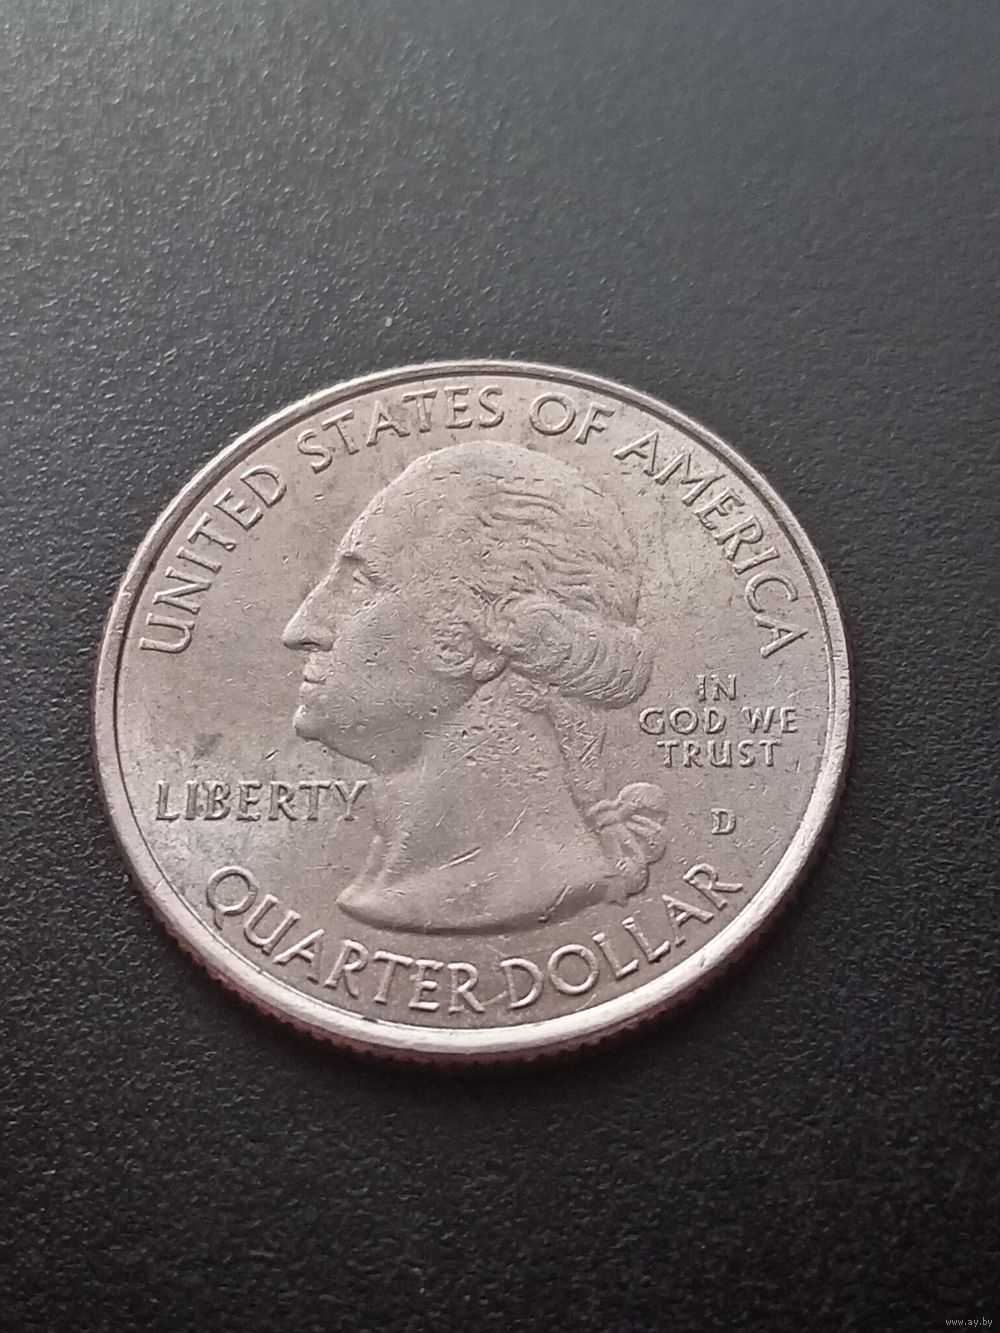 UNITED STATES OF AMERICA
LIBERTY
IN
GOD WE
TRUST
D
QUARTER DOLLAR
www.ay.by